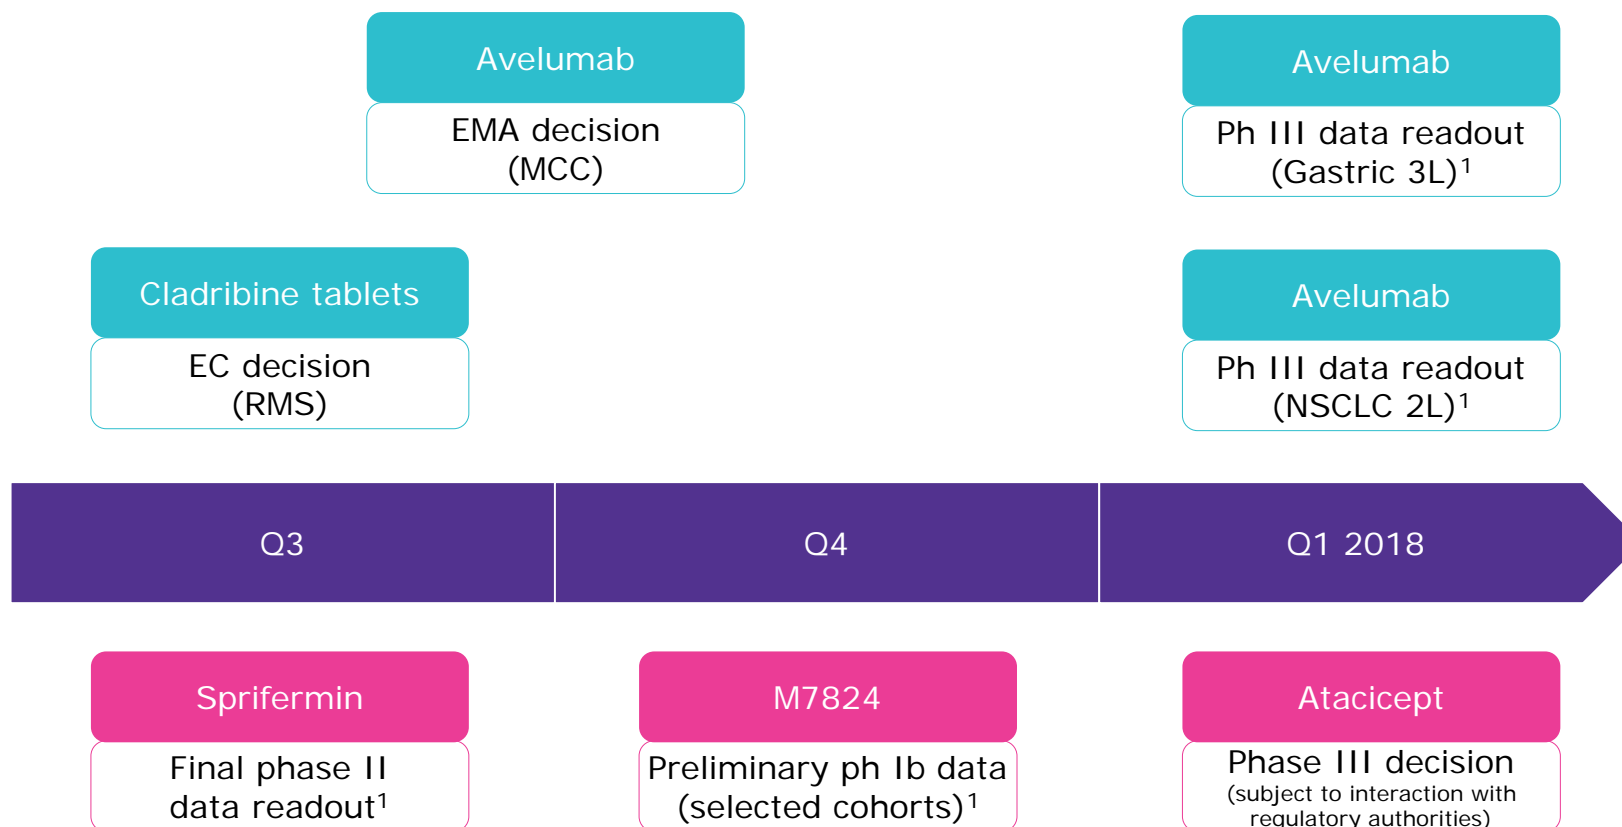 Avelumab
EMA decision
(MCC)
Avelumab
Ph III data readout
(Gastric 3L)¹
Cladribine tablets
EC decision
(RMS)
Avelumab
Ph III data readout
(NSCLC 2L)¹
Q3
Q4
Q1 2018
Sprifermin
Final phase II
data readout¹
M7824
Preliminary ph Ib data
(selected cohorts)¹
Atacicept
Phase III decision
(subject to interaction with
regulatory authorities)